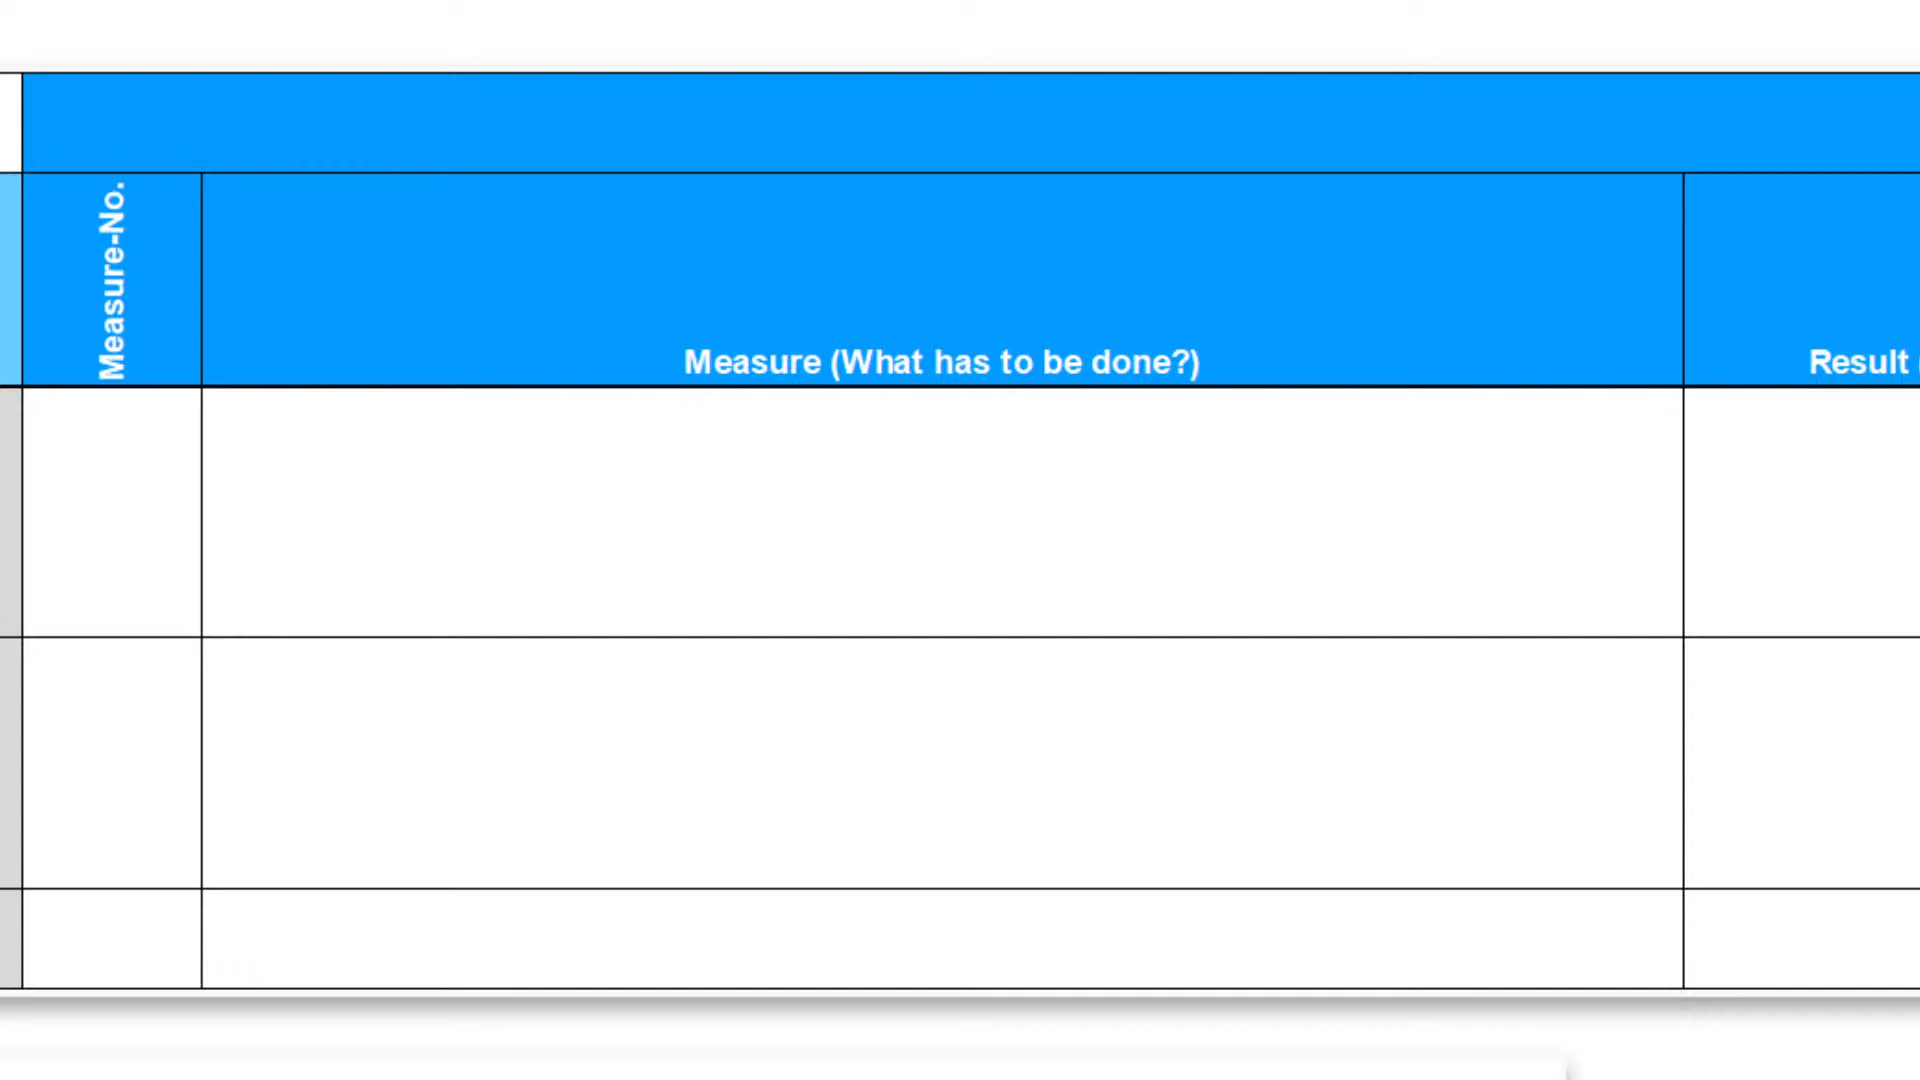 Measure-No.
Measure (What has to be done?)
Result